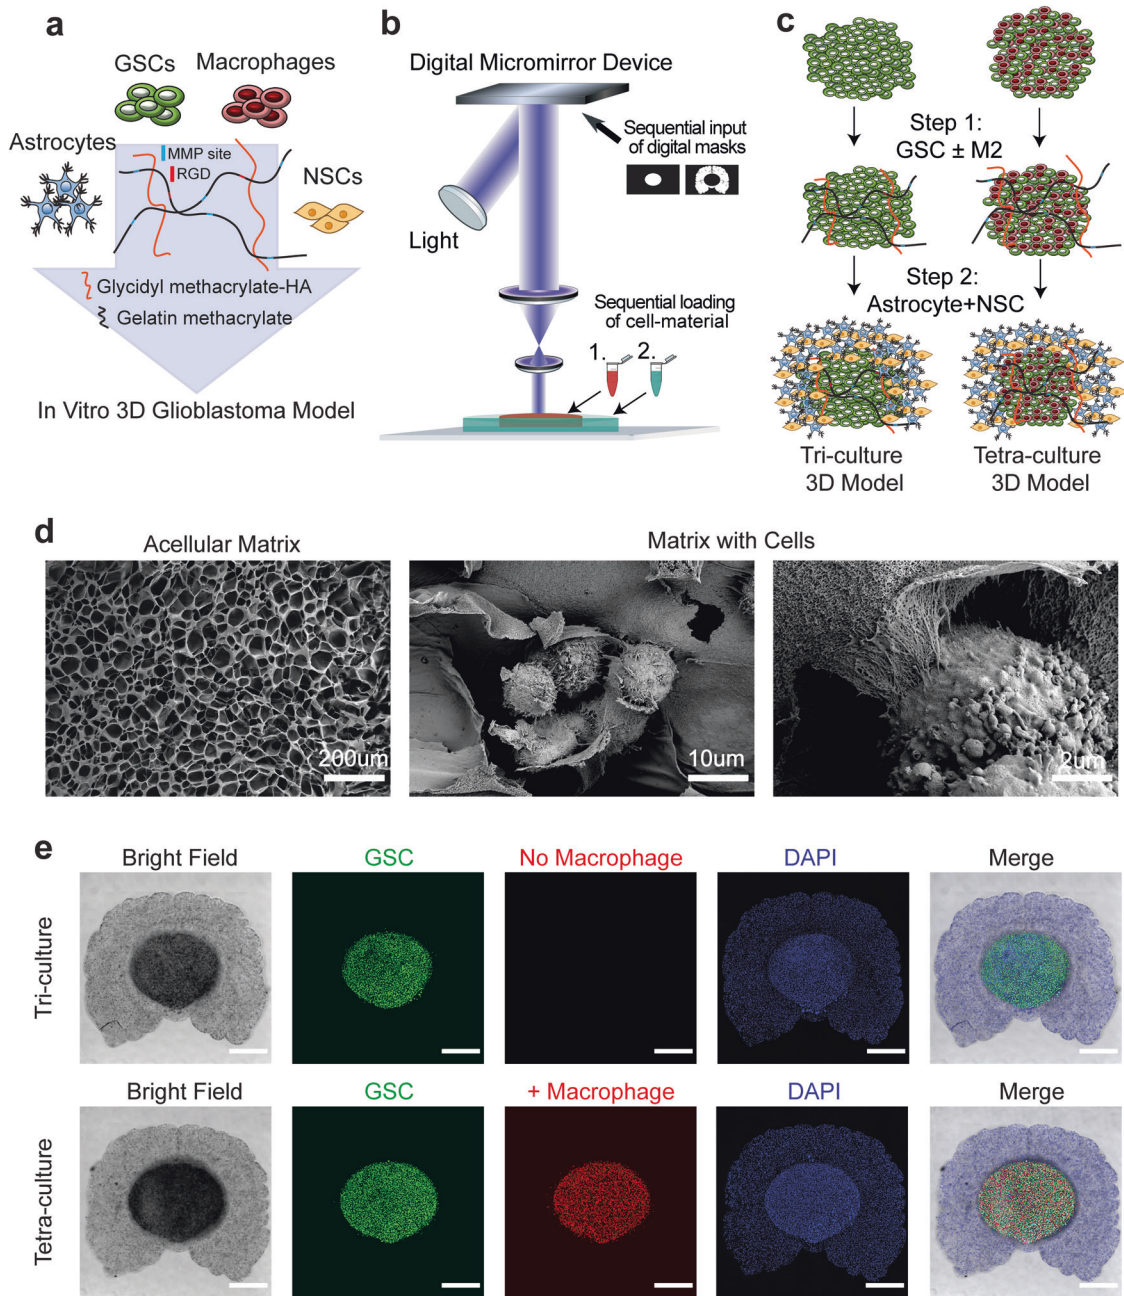 a
GSCs
Macrophages
Astrocytes
MMP site
RGD
NSCs
Glycidyl methacrylate-HA
Gelatin methacrylate
In Vitro 3D Glioblastoma Model
b
Digital Micromirror Device
Sequential input
of digital masks
Light
Sequential loading
of cell-material
1.
2.
c
Step 1:
GSC ± M2
Step 2:
Astrocyte+NSC
Tri-culture
3D Model
Tetra-culture
3D Model
d
Acellular Matrix
Matrix with Cells
200um
10um
2um
e
Bright Field
GSC
No Macrophage
DAPI
Merge
Tri-culture
Bright Field
GSC
+ Macrophage
DAPI
Merge
Tetra-culture